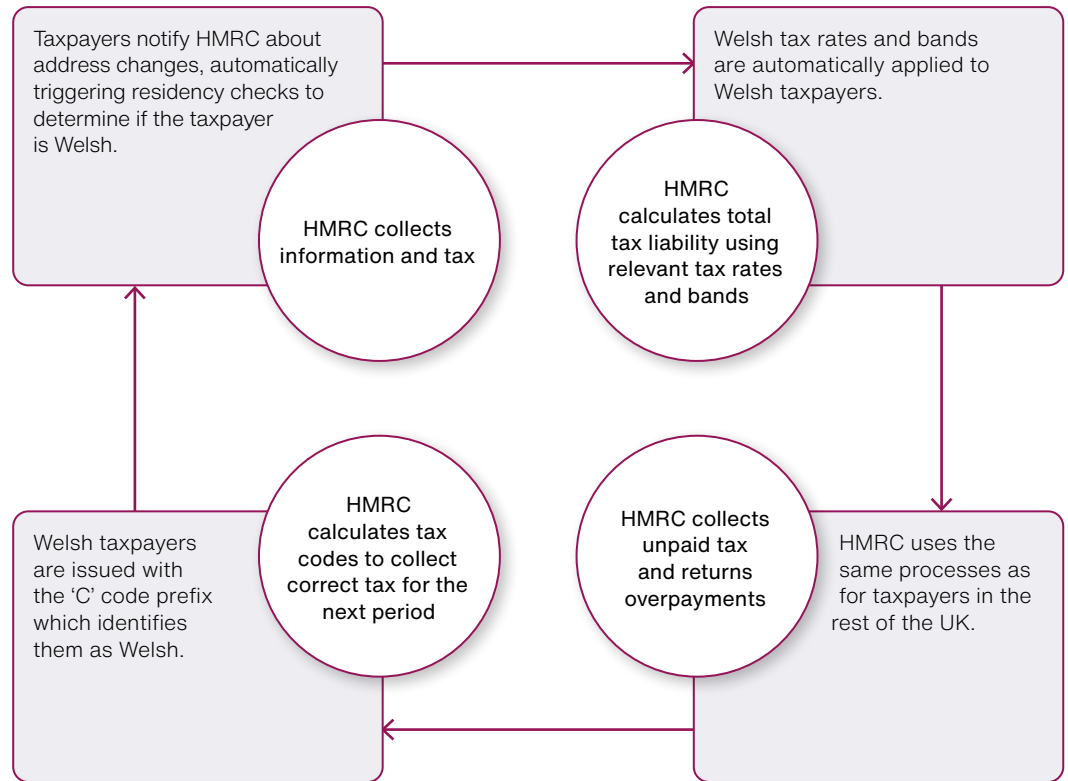 Taxpayers notify HMRC about
address changes, automatically
triggering residency checks to
determine if the taxpayer
is Welsh.
HMRC collects
information and tax
Welsh tax rates and bands
are automatically applied to
Welsh taxpayers.
HMRC
calculates total
tax liability using
relevant tax rates
and bands
Welsh taxpayers
are issued with
the ‘C’ code prefix
which identifies
them as Welsh.
HMRC
calculates tax
codes to collect
correct tax for the
next period
HMRC collects
unpaid tax
and returns
overpayments
HMRC uses the
same processes as
for taxpayers in the
rest of the UK.